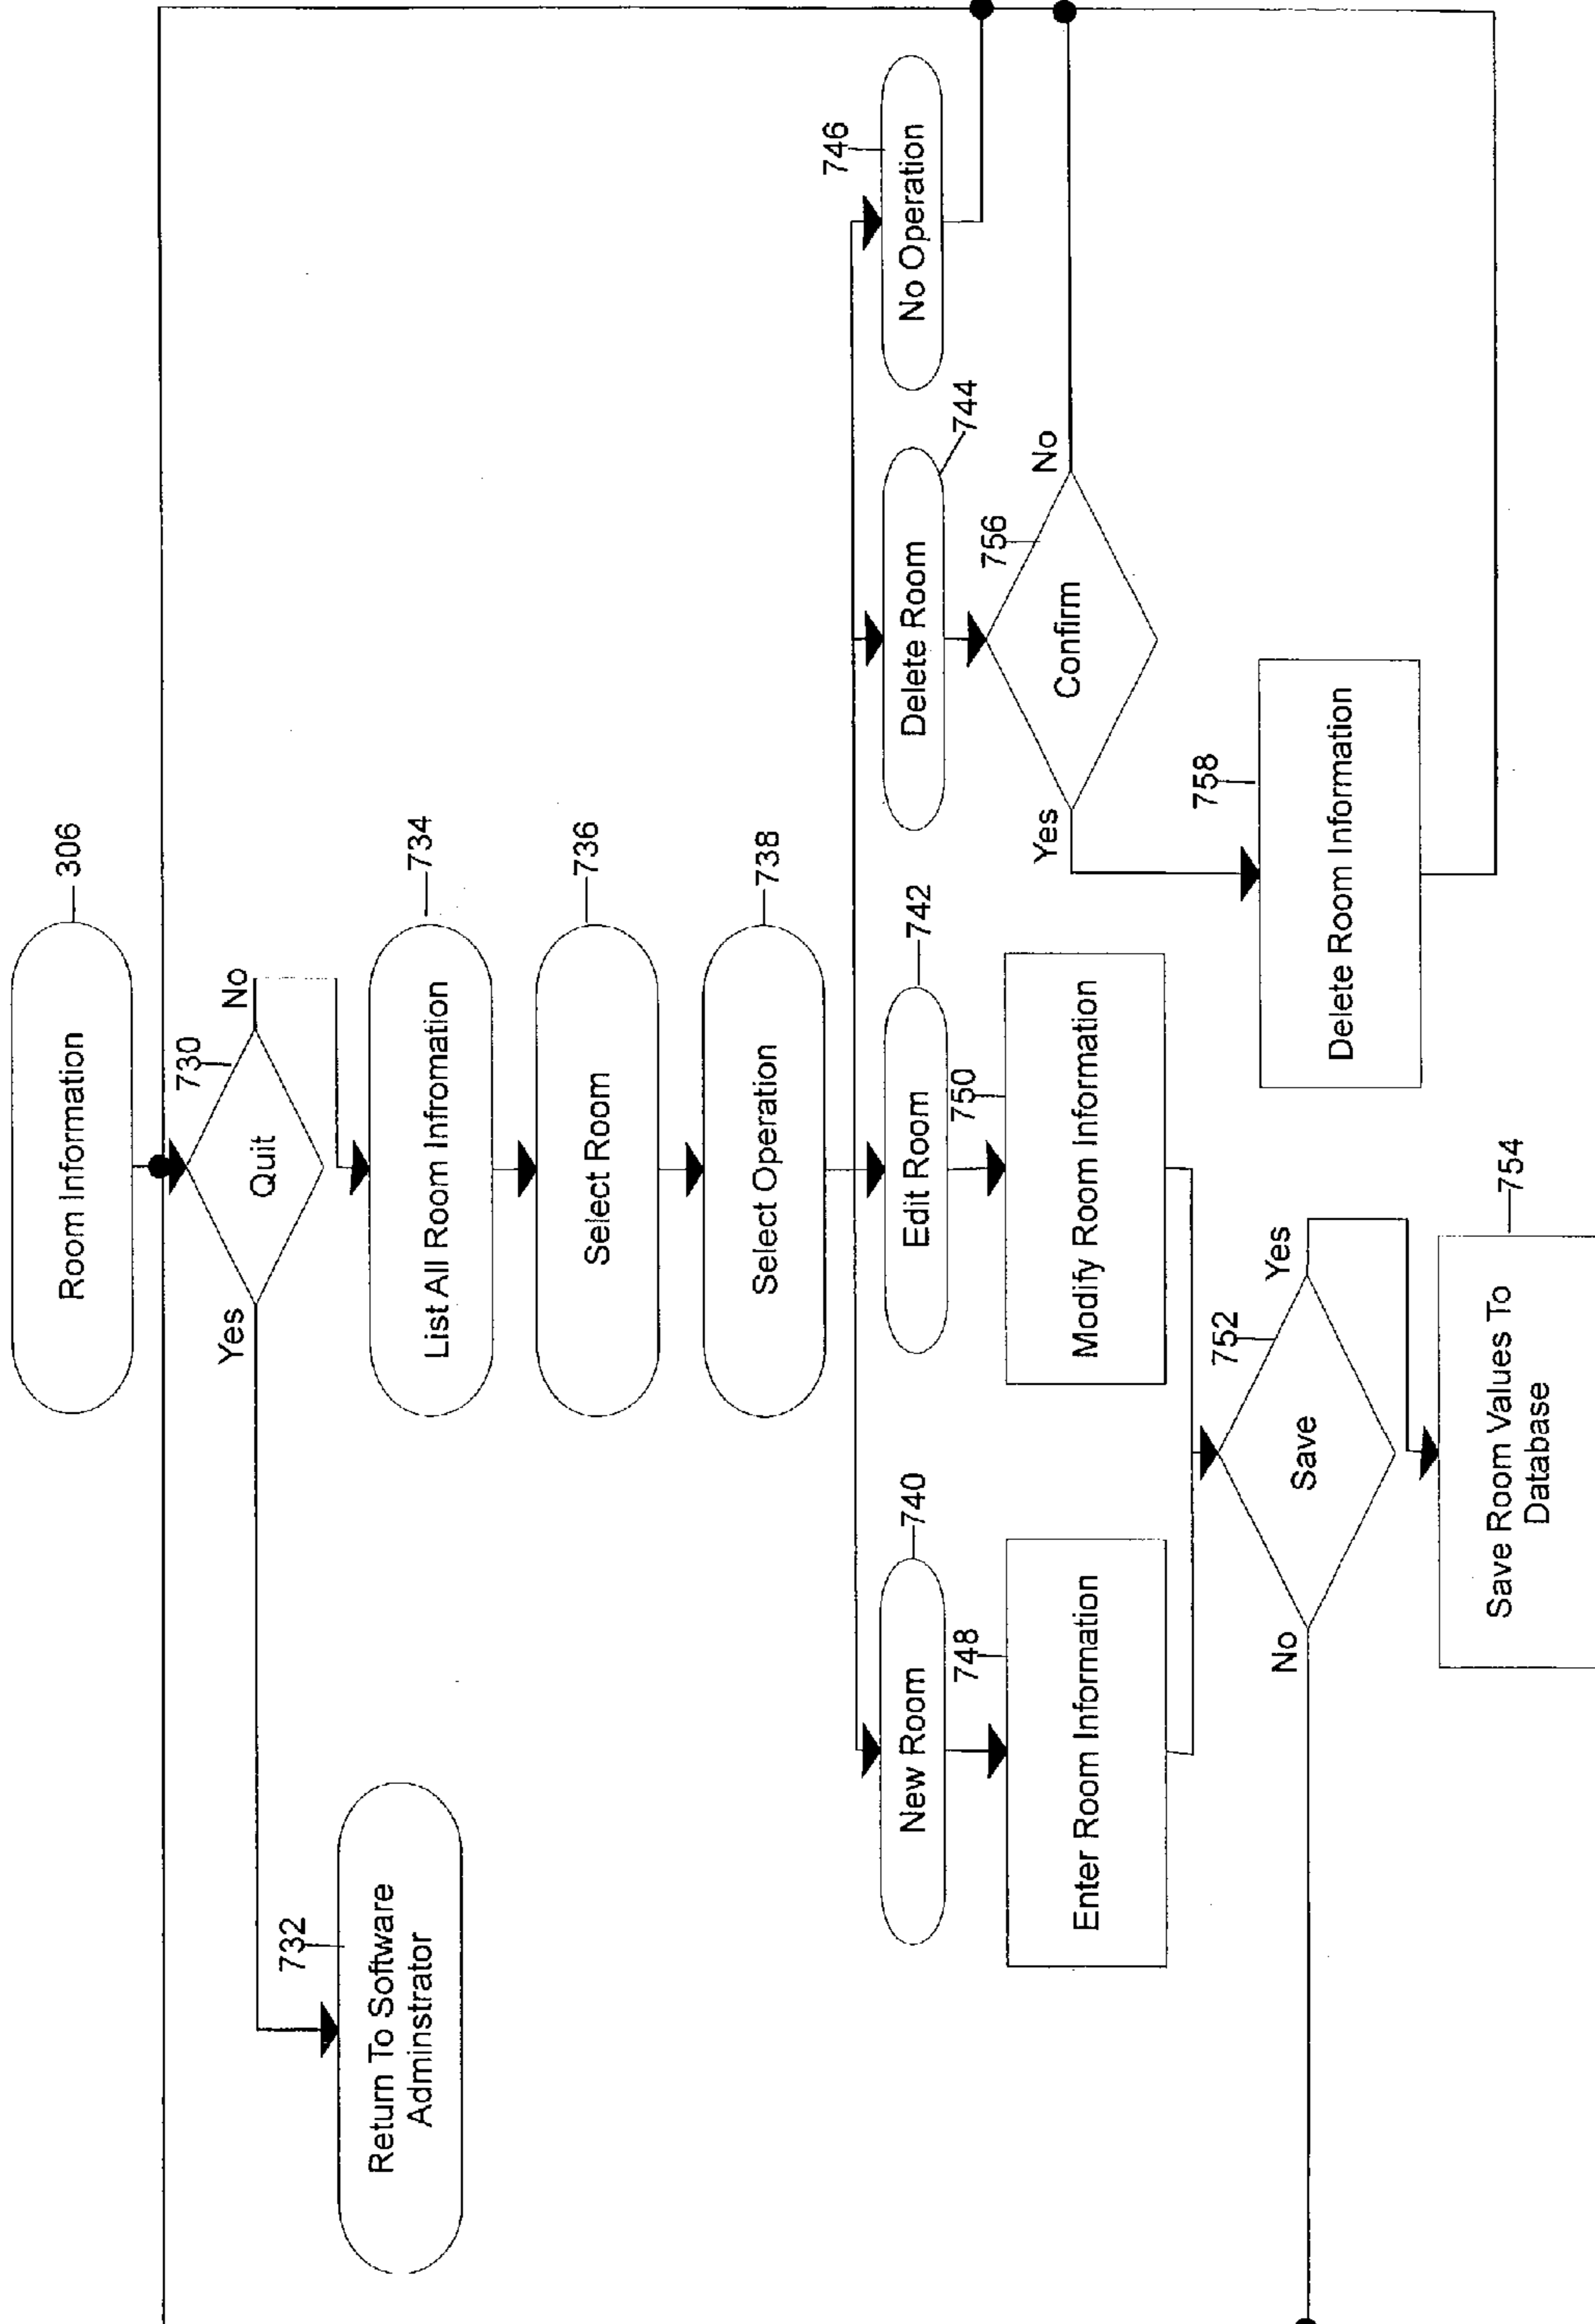 Room Information
306
730
Quit
Yes
No
732
Return To Software
Adminstrator
List All Room Infromation
734
Select Room
736
Select Operation
738
New Room
740
Edit Room
742
Delete Room
744
No Operation
746
748
Enter Room Information
750
Modify Room Information
756
Confirm
Yes
No
752
Save
No
Yes
758
Delete Room Information
Save Room Values To
Database
754